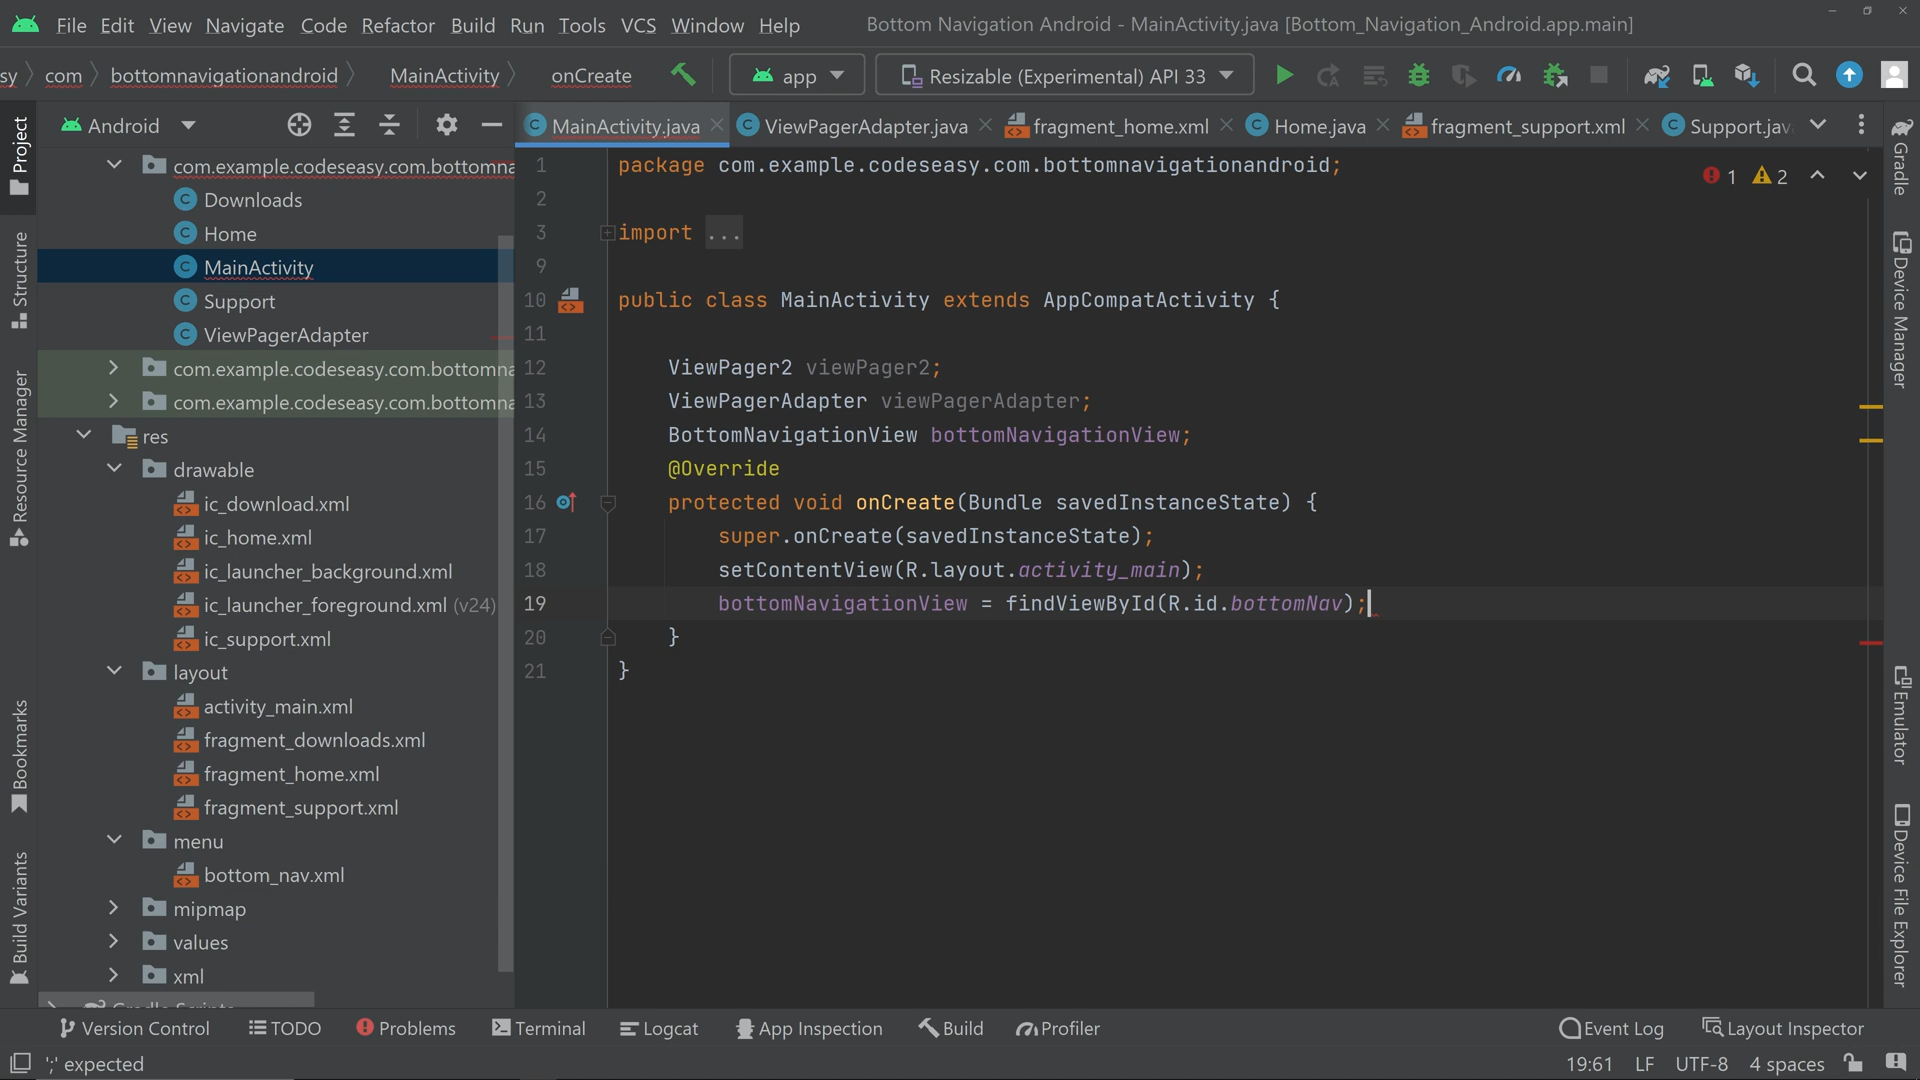 File Edit View Navigate Code Refactor Build Run Tools VCS Window Help Bottom Navigation Android - MainActivity.java [Bottom_Navigation_Android.app.main]
sy com bottomnavigationandroid MainActivity onCreate app Resizable (Experimental) API 33
Android
MainActivity.java ViewPagerAdapter.java fragment_home.xml Home.java fragment_support.xml Support.jav
Project
Structure
Resource Manager
Bookmarks
Build Variants
com.example.codeseasy.com.bottomna
Downloads
Home
MainActivity
Support
ViewPagerAdapter
com.example.codeseasy.com.bottomna
com.example.codeseasy.com.bottomna
res
drawable
ic_download.xml
ic_home.xml
ic_launcher_background.xml
ic_launcher_foreground.xml (v24)
ic_support.xml
layout
activity_main.xml
fragment_downloads.xml
fragment_home.xml
fragment_support.xml
menu
bottom_nav.xml
mipmap
values
xml
Gradle Scripts
1 package com.example.codeseasy.com.bottomnavigationandroid;
2
3 import ...
9
10 public class MainActivity extends AppCompatActivity {
11
12 ViewPager2 viewPager2;
13 ViewPagerAdapter viewPagerAdapter;
14 BottomNavigationView bottomNavigationView;
15 @Override
16 protected void onCreate(Bundle savedInstanceState) {
17 super.onCreate(savedInstanceState);
18 setContentView(R.layout.activity_main);
19 bottomNavigationView = findViewById(R.id.bottomNav);
20 }
21 }
1 2
Gradle
Device Manager
Emulator
Device File Explorer
Version Control TODO Problems Terminal Logcat App Inspection Build Profiler Event Log Layout Inspector
';' expected 19:61 LF UTF-8 4 spaces